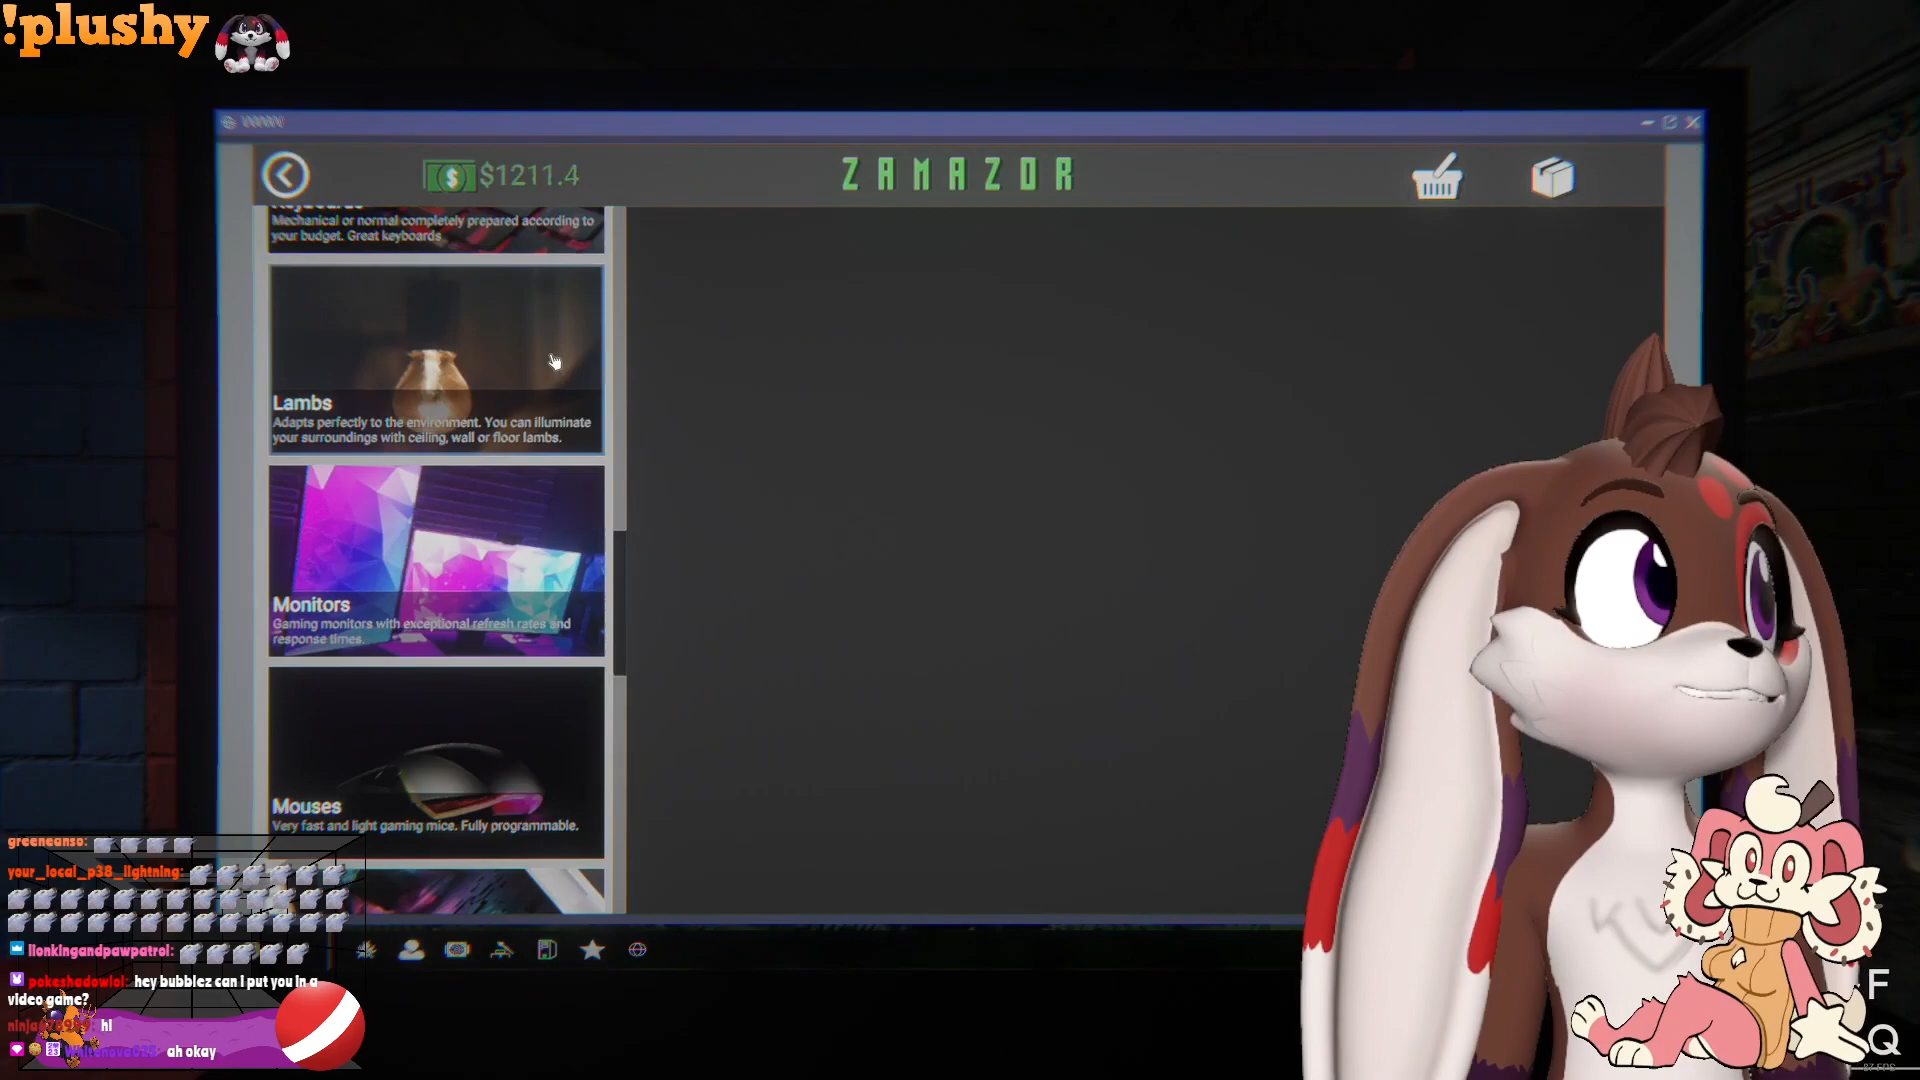 !plushy
WWW
$1211.4
ZAMAZOR
Keyboards
Mechanical or normal completely prepared according to
your budget. Great keyboards
Lambs
Adapts perfectly to the environment. You can illuminate
your surroundings with ceiling, wall or floor lambs.
Monitors
Gaming monitors with exceptional refresh rates and
response times.
Mouses
Very fast and light gaming mice. Fully programmable.
greeneanso:
your_local_p38_lightning:
lionkingandpawpatrol:
pokeshadowlol: hey bubblez can i put you in a
video game?
hi
ah okay
F
Q